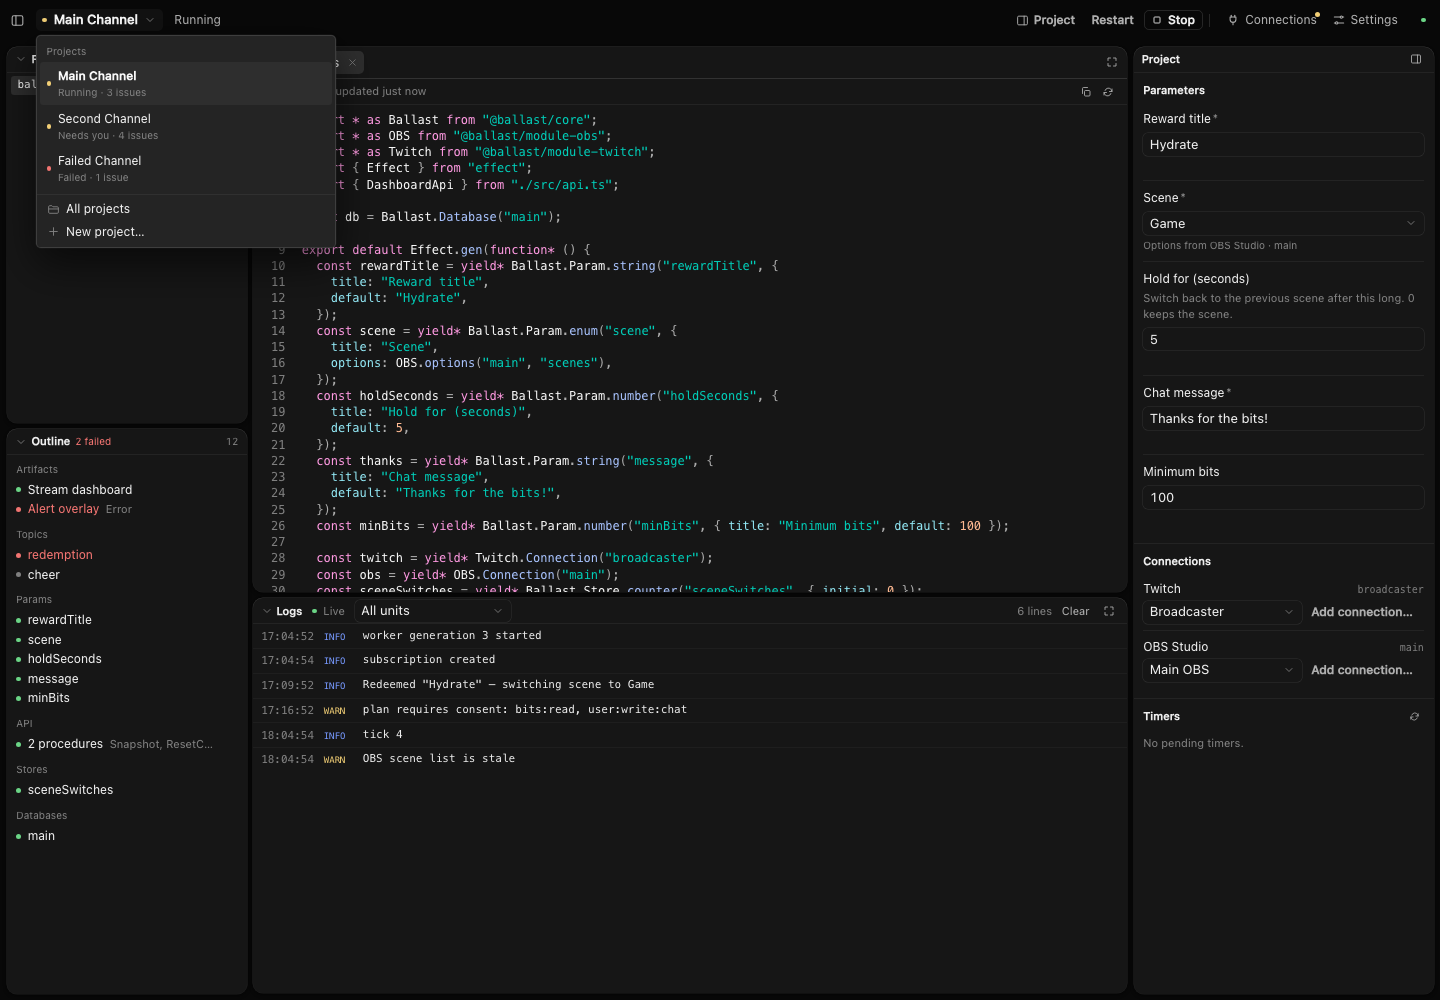 Main Channel
Running
Project
Restart
Stop
Connections
Settings
Projects
Main Channel
Running · 3 issues
Second Channel
Needs you · 4 issues
Failed Channel
Failed · 1 issue
All projects
New project...
updated just now
* as Ballast from "@ballast/core";
* as OBS from "@ballast/module-obs";
* as Twitch from "@ballast/module-twitch";
{ Effect } from "effect";
{ DashboardApi } from "./src/api.ts";
db = Ballast.Database("main");
9 export default Effect.gen(function* () {
10 const rewardTitle = yield* Ballast.Param.string("rewardTitle", {
11 title: "Reward title",
12 default: "Hydrate",
13 });
14 const scene = yield* Ballast.Param.enum("scene", {
15 title: "Scene",
16 options: OBS.options("main", "scenes"),
17 });
18 const holdSeconds = yield* Ballast.Param.number("holdSeconds", {
19 title: "Hold for (seconds)",
20 default: 5,
21 });
22 const thanks = yield* Ballast.Param.string("message", {
23 title: "Chat message",
24 default: "Thanks for the bits!",
25 });
26 const minBits = yield* Ballast.Param.number("minBits", { title: "Minimum bits", default: 100 });
27
28 const twitch = yield* Twitch.Connection("broadcaster");
29 const obs = yield* OBS.Connection("main");
30 const sceneSwitches = yield* Ballast.Store.counter("sceneSwitches", { initial: 0 });
Outline 2 failed 12
Artifacts
Stream dashboard
Alert overlay Error
Topics
redemption
cheer
Params
rewardTitle
scene
holdSeconds
message
minBits
API
2 procedures Snapshot, ResetC...
Stores
sceneSwitches
Databases
main
Logs Live All units 6 lines Clear
17:04:52 INFO worker generation 3 started
17:04:54 INFO subscription created
17:09:52 INFO Redeemed "Hydrate" — switching scene to Game
17:16:52 WARN plan requires consent: bits:read, user:write:chat
18:04:54 INFO tick 4
18:04:54 WARN OBS scene list is stale
Project
Parameters
Reward title*
Hydrate
Scene*
Game
Options from OBS Studio · main
Hold for (seconds)
Switch back to the previous scene after this long. 0
keeps the scene.
5
Chat message*
Thanks for the bits!
Minimum bits
100
Connections
Twitch broadcaster
Broadcaster Add connection...
OBS Studio main
Main OBS Add connection...
Timers
No pending timers.